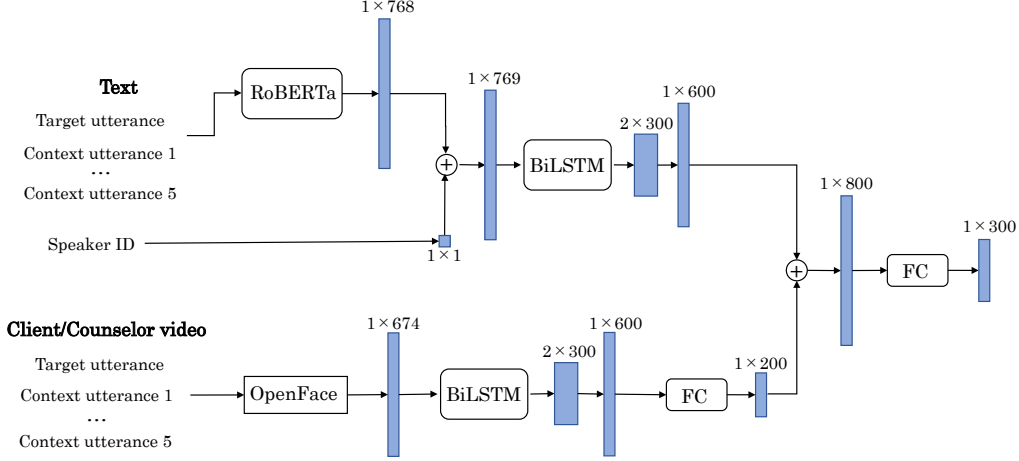 Text
Target utterance
Context utterance 1
...
Context utterance 5
Speaker ID
RoBERTa
1×768
1×1
+
1×769
BiLSTM
2×300
1×600
Client/Counselor video
Target utterance
Context utterance 1
...
Context utterance 5
OpenFace
1×674
BiLSTM
2×300
1×600
FC
1×200
+
1×800
FC
1×300